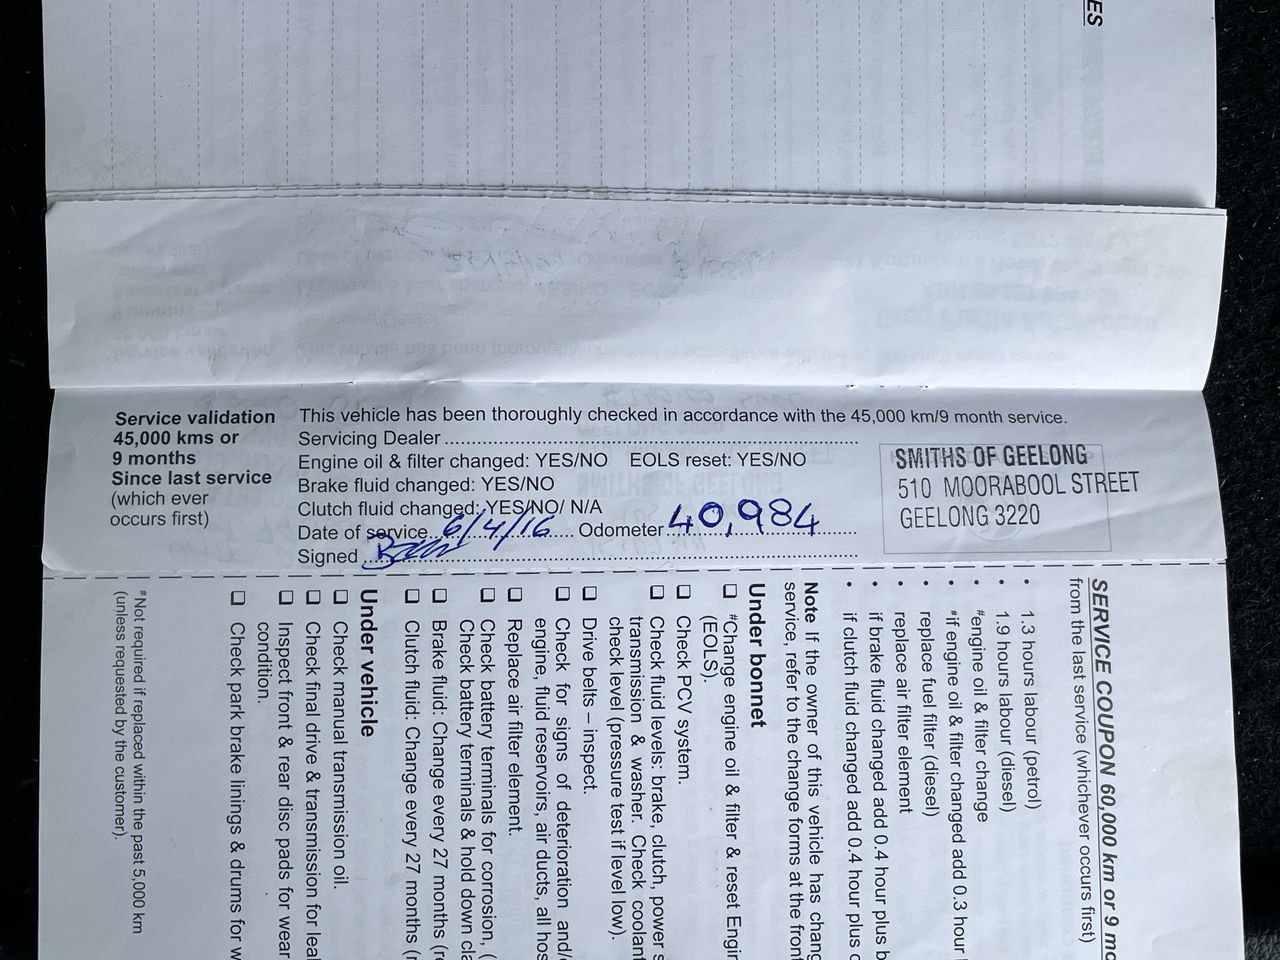 ES
Service validation
45,000 kms or
9 months
Since last service
(which ever
occurs first)
This vehicle has been thoroughly checked in accordance with the 45,000 km/9 month service.
Servicing Dealer
Engine oil & filter changed: YES/NO EOLS reset: YES/NO
Brake fluid changed: YES/NO
Clutch fluid changed: YES/NO/ N/A
Date of service 6/4/16 Odometer 40,984
Signed
SMITHS OF GEELONG
510 MOORABOOL STREET
GEELONG 3220
SERVICE COUPON 60,000 km or 9 mo
from the last service (whichever occurs first)
• 1.3 hours labour (petrol)
• 1.9 hours labour (diesel)
• #engine oil & filter change
• #if engine oil & filter changed add 0.3 hour
• replace fuel filter (diesel)
• replace air filter element
• if brake fluid changed add 0.4 hour plus b
• if clutch fluid changed add 0.4 hour plus c
Note If the owner of this vehicle has chang
service, refer to the change forms at the front
Under bonnet
❑ #Change engine oil & filter & reset Engin
(EOLS).
❑ Check PCV system.
❑ Check fluid levels: brake, clutch, power s
transmission & washer. Check coolant
check level (pressure test if level low).
❑ Drive belts – inspect.
❑ Check for signs of deterioration and/
engine, fluid reservoirs, air ducts, all hos
❑ Replace air filter element.
❑ Check battery terminals for corrosion, (
Check battery terminals & hold down cla
❑ Brake fluid: Change every 27 months (re
❑ Clutch fluid: Change every 27 months (r
Under vehicle
❑ Check manual transmission oil.
❑ Check final drive & transmission for leal
❑ Inspect front & rear disc pads for wear
condition.
❑ Check park brake linings & drums for w
#Not required if replaced within the past 5,000 km
(unless requested by the customer).